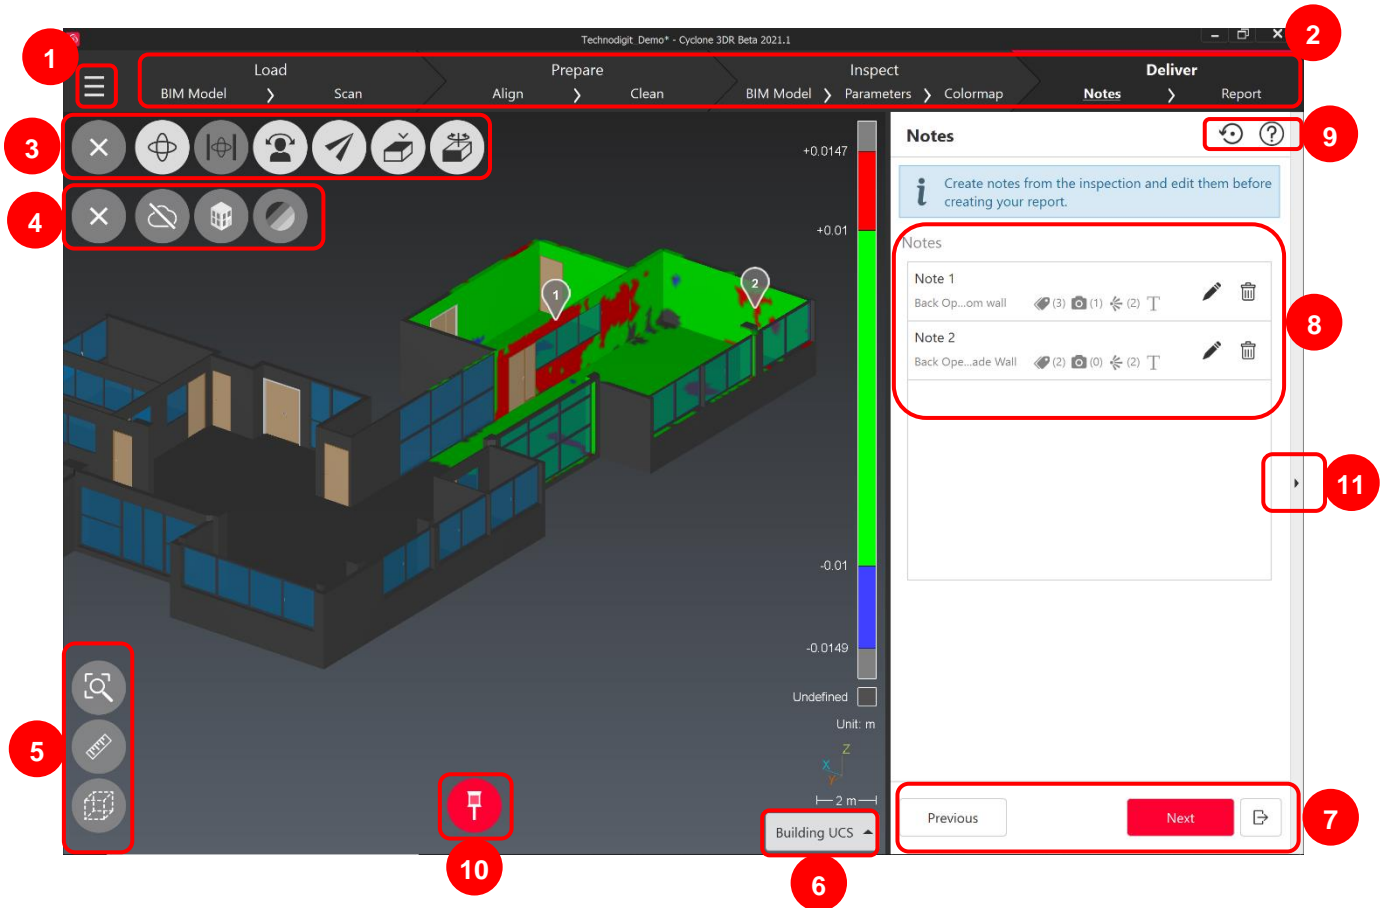 Technodigit_Demo* - Cyclone 3DR Beta 2021.1
1
2
Load
Prepare
Inspect
Deliver
BIM Model
Scan
Align
Clean
BIM Model
Parameters
Colormap
Notes
Report
3
4
9
Notes
i Create notes from the inspection and edit them before
creating your report.
Notes
Note 1
Back Op...om wall (3) (1) (2) T
Note 2
Back Ope...ade Wall (2) (0) (2) T
8
11
+0.0147
+0.01
-0.01
-0.0149
Undefined
Unit: m
1
2
Z
X
Y
2 m
5
10
Building UCS
6
Previous
Next
7